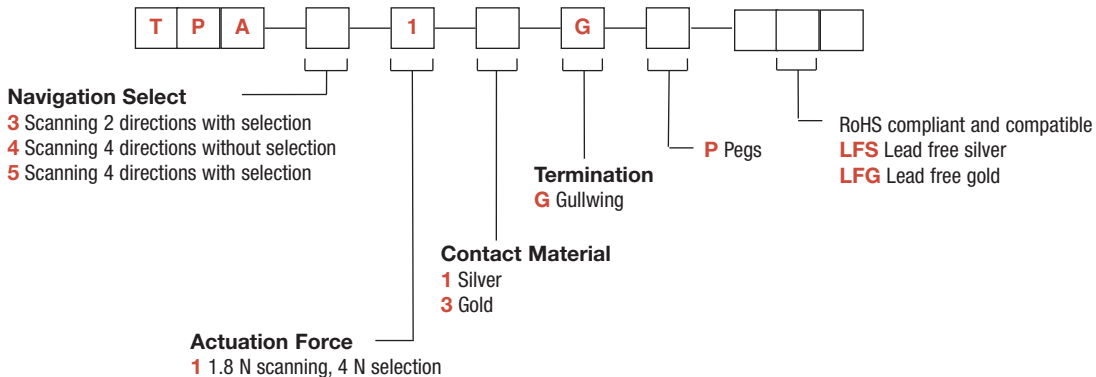 T P A 1 G
Navigation Select
3 Scanning 2 directions with selection
4 Scanning 4 directions without selection
5 Scanning 4 directions with selection
RoHS compliant and compatible
LFS Lead free silver
LFG Lead free gold
P Pegs
Termination
G Gullwing
Contact Material
1 Silver
3 Gold
Actuation Force
1 1.8 N scanning, 4 N selection